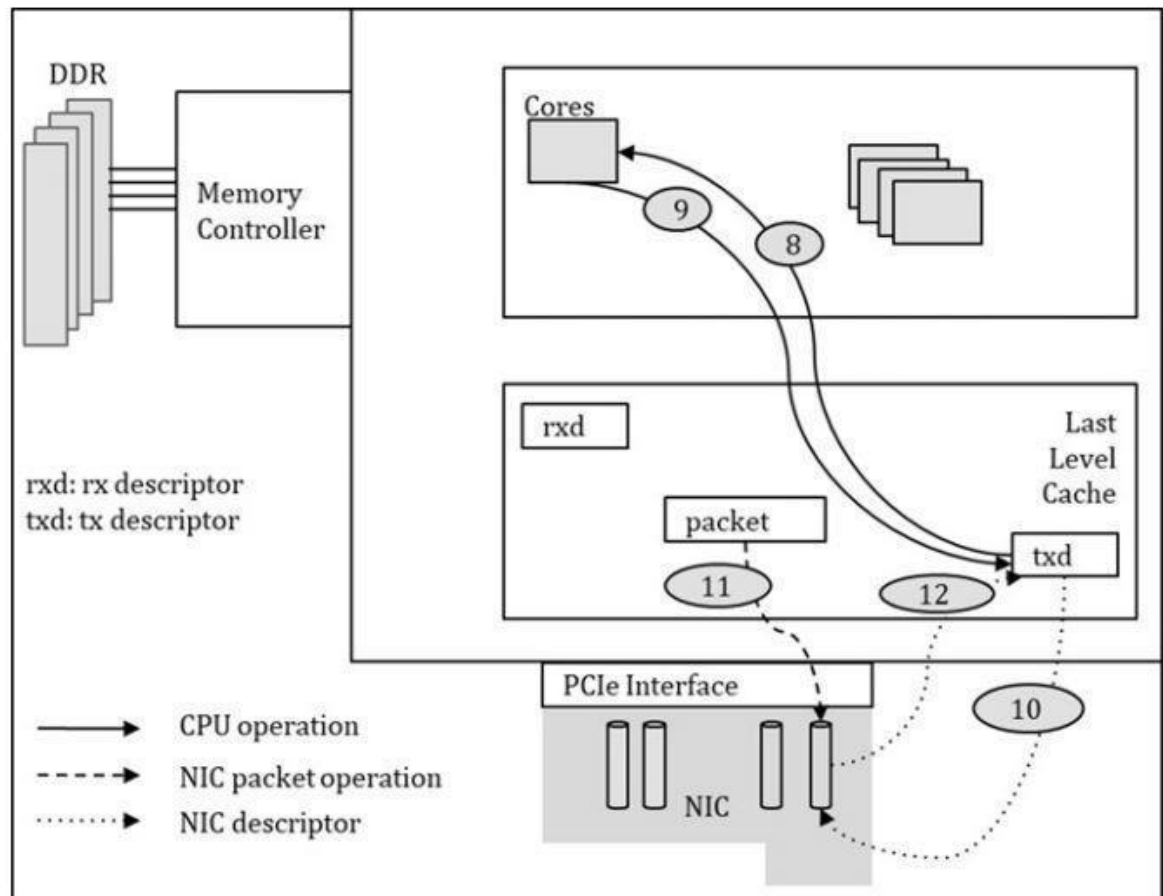 DDR
Memory
Controller
Cores
9
8
rxd
Last
Level
Cache
rxd: rx descriptor
txd: tx descriptor
packet
txd
11
12
PCIe Interface
10
CPU operation
NIC packet operation
NIC
NIC descriptor